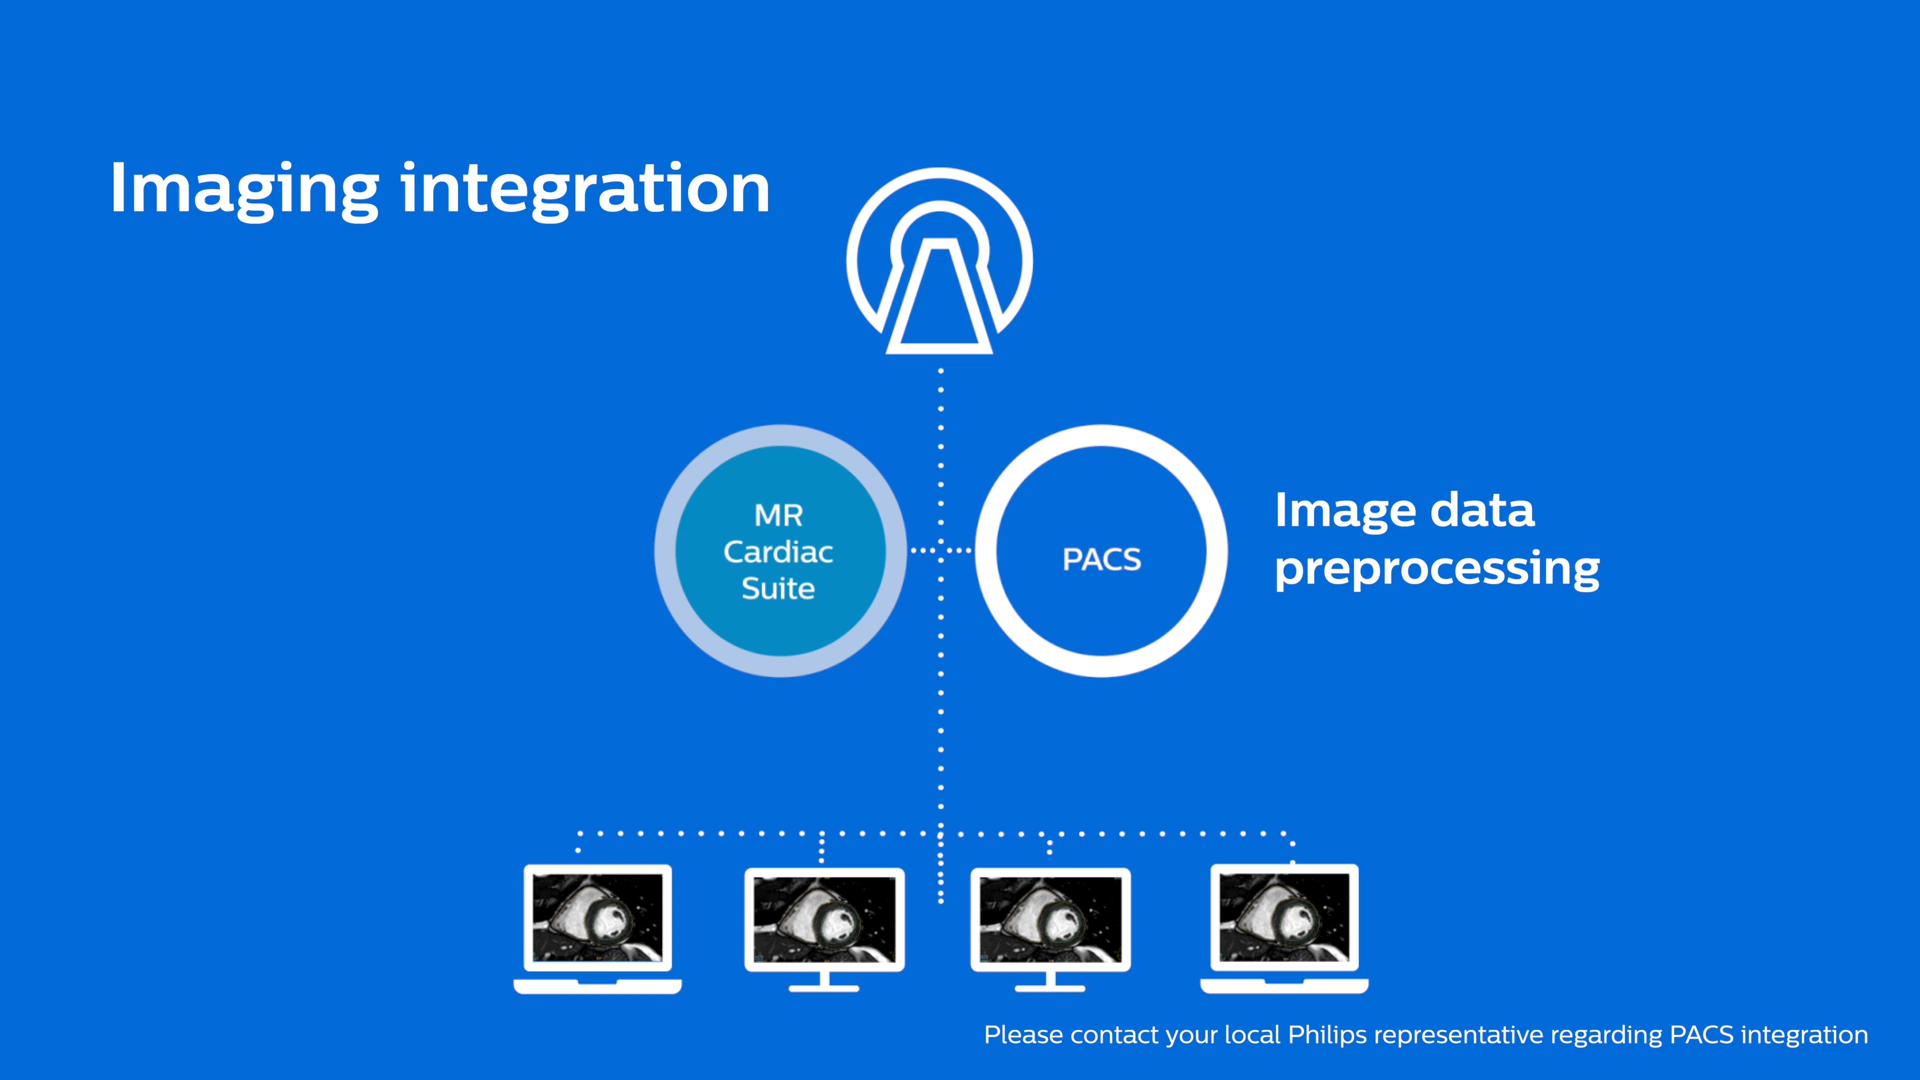 Imaging integration
MR
Cardiac
Suite
PACS
Image data
preprocessing
Please contact your local Philips representative regarding PACS integration